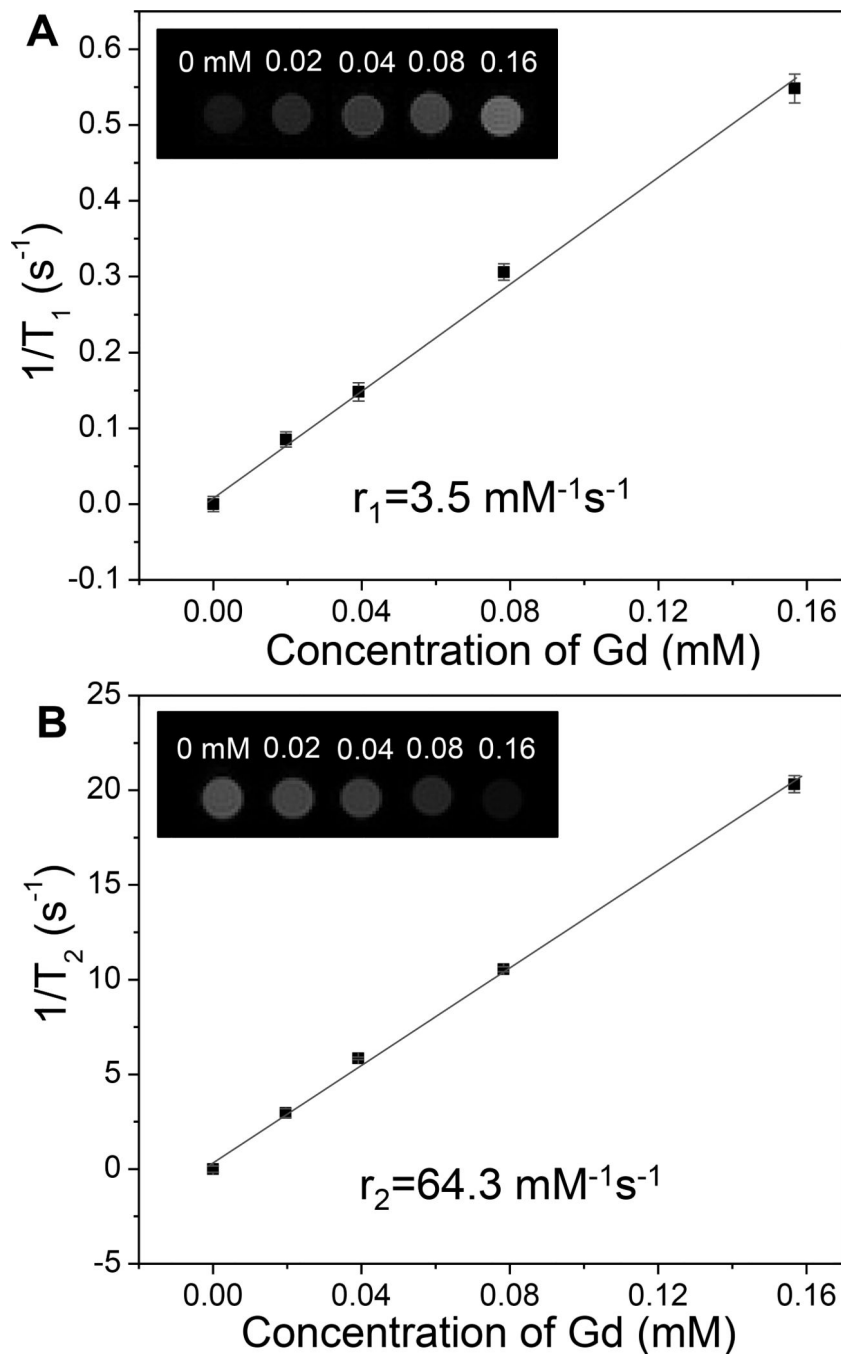 A
0 mM 0.02 0.04 0.08 0.16
0.6
0.5
0.4
0.3
0.2
0.1
0.0
-0.1
1/T₁ (s⁻¹)
r₁=3.5 mM⁻¹s⁻¹
0.00 0.04 0.08 0.12 0.16
Concentration of Gd (mM)
B
0 mM 0.02 0.04 0.08 0.16
25
20
15
10
5
0
-5
1/T₂ (s⁻¹)
r₂=64.3 mM⁻¹s⁻¹
0.00 0.04 0.08 0.12 0.16
Concentration of Gd (mM)